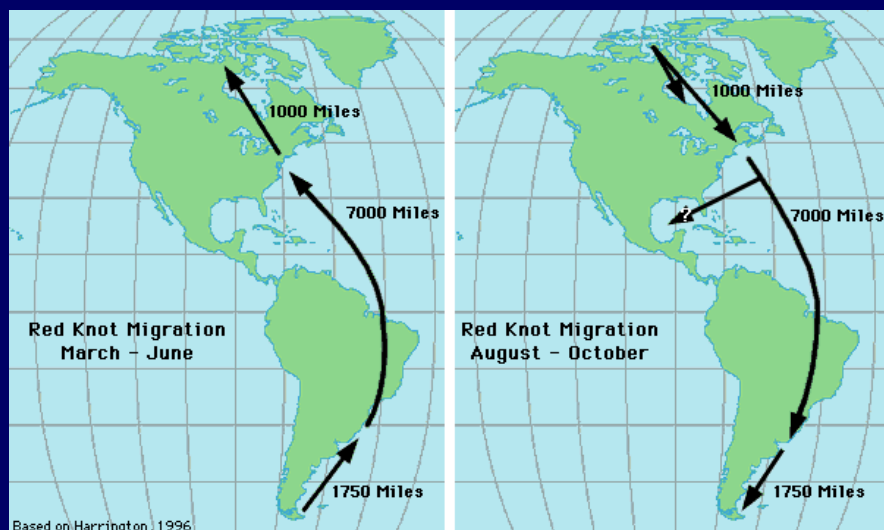 1000 Miles
7000 Miles
Red Knot Migration
March - June
1750 Miles
Based on Harrington, 1996
1000 Miles
?
7000 Miles
Red Knot Migration
August - October
1750 Miles